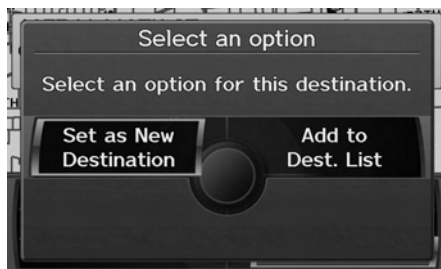 Select an option
Select an option for this destination.
Set as New
Destination
Add to
Dest. List